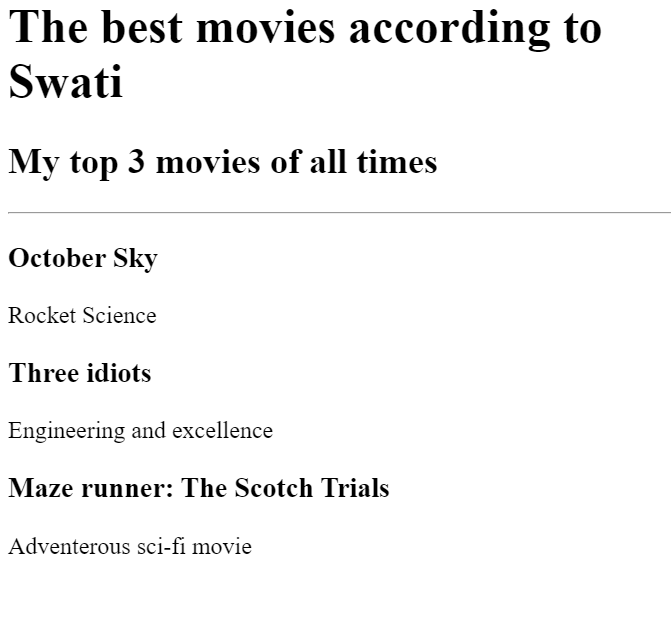 The best movies according to
Swati
My top 3 movies of all times
October Sky
Rocket Science
Three idiots
Engineering and excellence
Maze runner: The Scotch Trials
Adventerous sci-fi movie